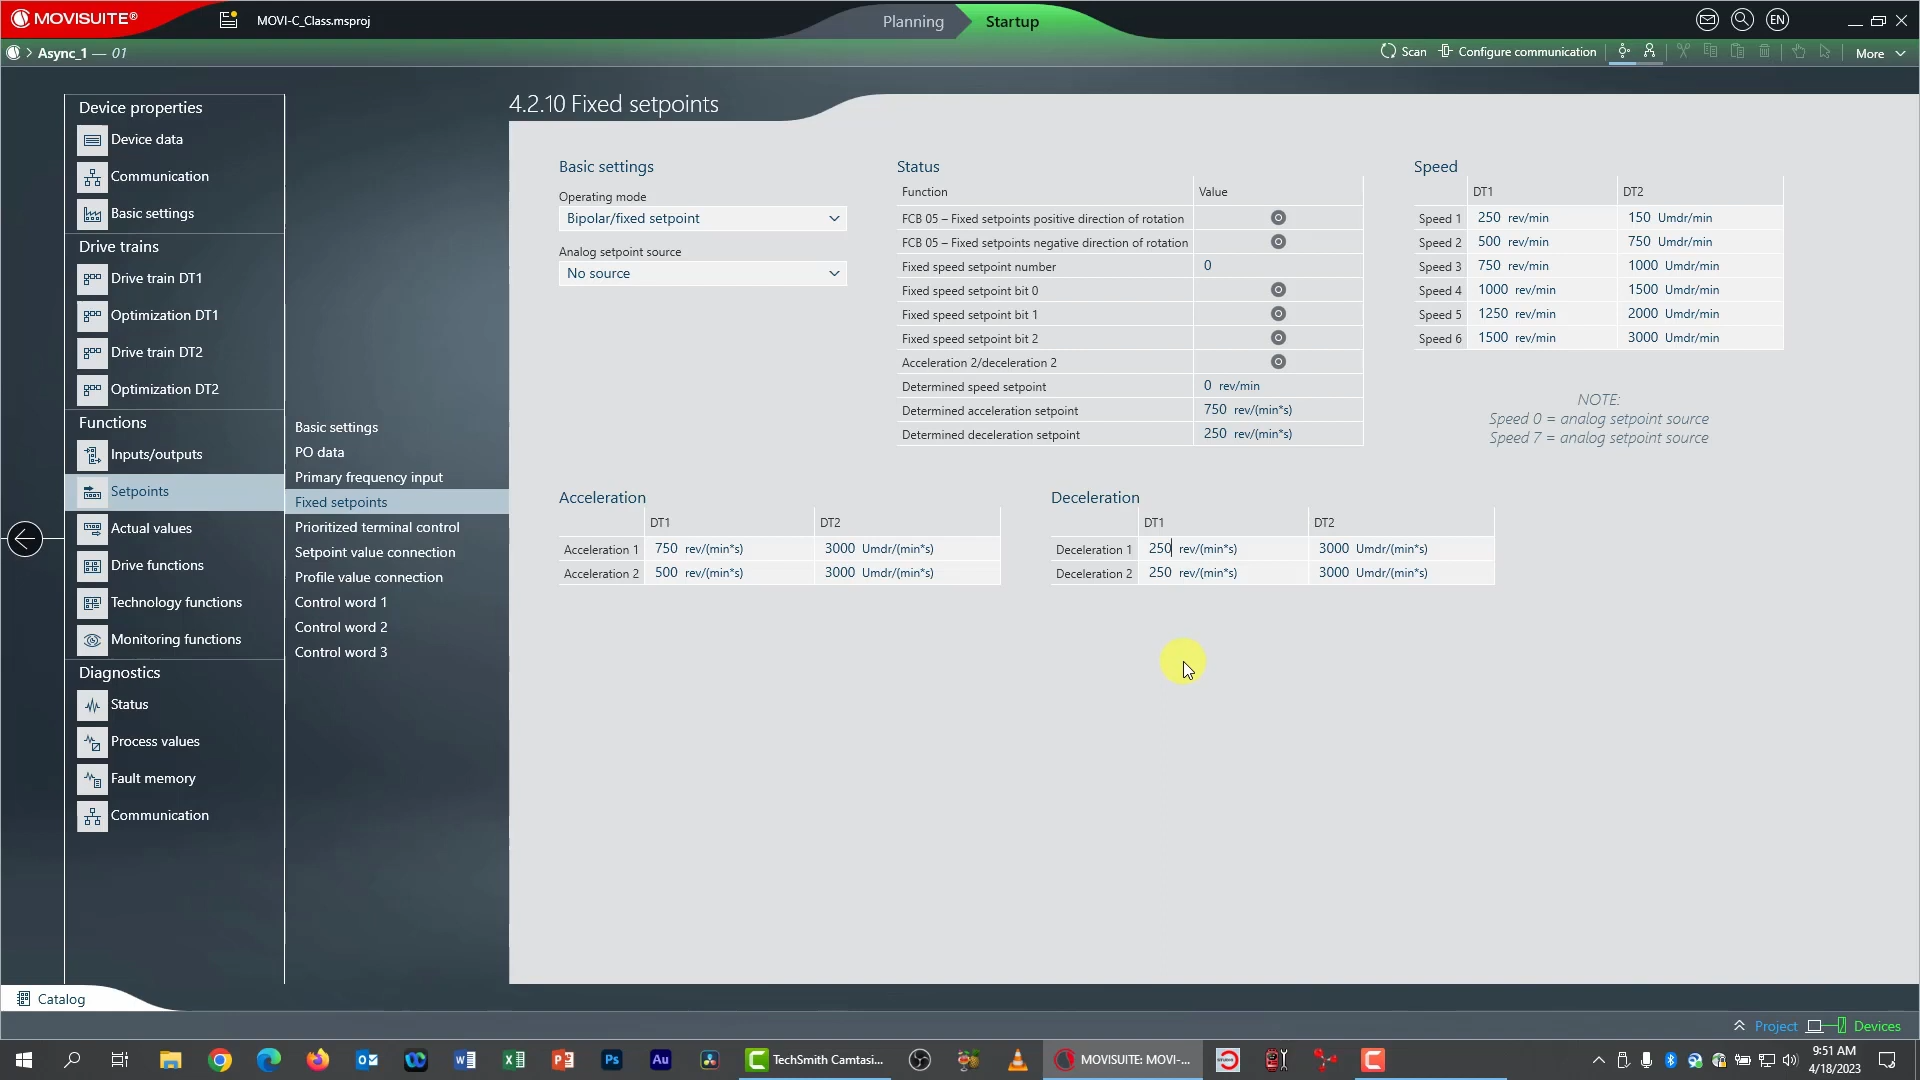 MOVISUITE®
MOVI-C_Class.msproj
Planning
Startup
EN
Async_1 — 01
Scan
Configure communication
More
Device properties
Device data
Communication
Basic settings
Drive trains
Drive train DT1
Optimization DT1
Drive train DT2
Optimization DT2
Functions
Inputs/outputs
Setpoints
Actual values
Drive functions
Technology functions
Monitoring functions
Diagnostics
Status
Process values
Fault memory
Communication
Basic settings
PO data
Primary frequency input
Fixed setpoints
Prioritized terminal control
Setpoint value connection
Profile value connection
Control word 1
Control word 2
Control word 3
4.2.10 Fixed setpoints
Basic settings
Operating mode
Bipolar/fixed setpoint
Analog setpoint source
No source
Status
Function Value
FCB 05 – Fixed setpoints positive direction of rotation
FCB 05 – Fixed setpoints negative direction of rotation
Fixed speed setpoint number 0
Fixed speed setpoint bit 0
Fixed speed setpoint bit 1
Fixed speed setpoint bit 2
Acceleration 2/deceleration 2
Determined speed setpoint 0 rev/min
Determined acceleration setpoint 750 rev/(min*s)
Determined deceleration setpoint 250 rev/(min*s)
Speed
DT1 DT2
Speed 1 250 rev/min 150 Umdr/min
Speed 2 500 rev/min 750 Umdr/min
Speed 3 750 rev/min 1000 Umdr/min
Speed 4 1000 rev/min 1500 Umdr/min
Speed 5 1250 rev/min 2000 Umdr/min
Speed 6 1500 rev/min 3000 Umdr/min
NOTE:
Speed 0 = analog setpoint source
Speed 7 = analog setpoint source
Acceleration
DT1 DT2
Acceleration 1 750 rev/(min*s) 3000 Umdr/(min*s)
Acceleration 2 500 rev/(min*s) 3000 Umdr/(min*s)
Deceleration
DT1 DT2
Deceleration 1 250 rev/(min*s) 3000 Umdr/(min*s)
Deceleration 2 250 rev/(min*s) 3000 Umdr/(min*s)
Catalog
Project
Devices
Ps
Au
TechSmith Camtasi...
MOVISUITE: MOVI-...
9:51 AM
4/18/2023